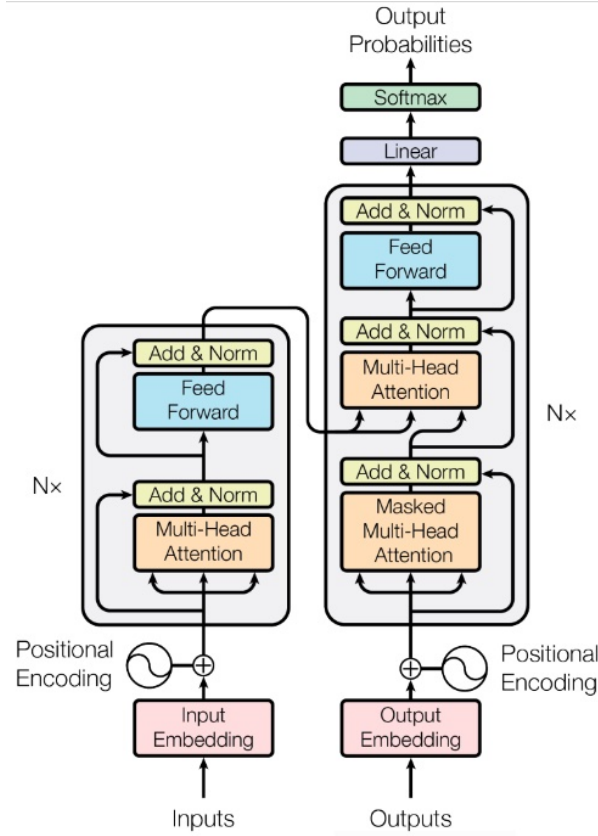 Output
Probabilities
Softmax
Linear
Add & Norm
Feed
Forward
Add & Norm
Multi-Head
Attention
Add & Norm
Masked
Multi-Head
Attention
Nx
Add & Norm
Feed
Forward
Add & Norm
Multi-Head
Attention
Nx
Positional
Encoding
Positional
Encoding
Input
Embedding
Output
Embedding
Inputs
Outputs